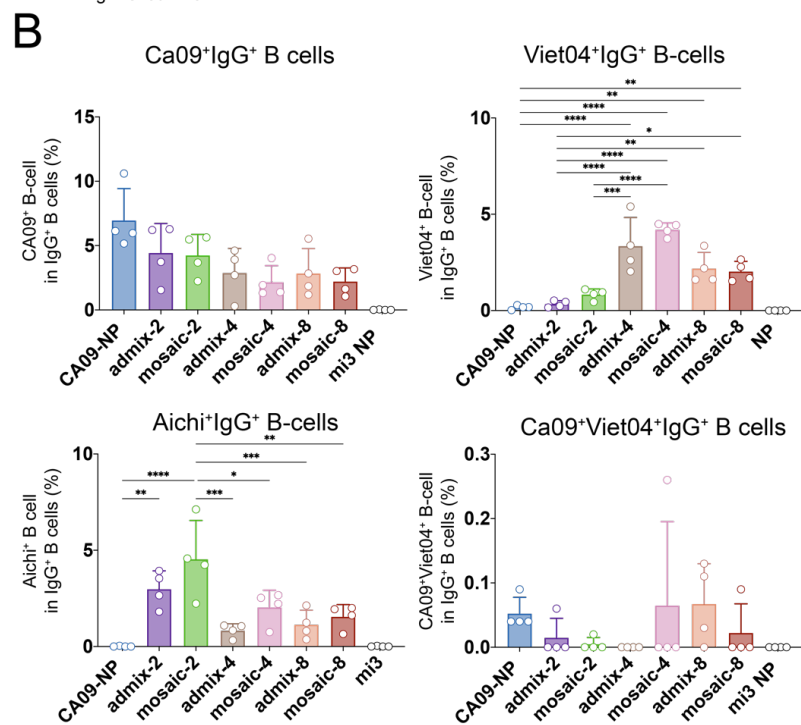 B
Ca09⁺IgG⁺ B cells
CA09⁺ B-cell
in IgG⁺ B cells (%)
15
10
5
0
CA09-NP
admix-2
mosaic-2
admix-4
mosaic-4
admix-8
mosaic-8
mi3 NP
Viet04⁺IgG⁺ B-cells
Viet04⁺ B-cell
in IgG⁺ B cells (%)
10
5
0
**
**
****
****
*
**
****
****
****
***
CA09-NP
admix-2
mosaic-2
admix-4
mosaic-4
admix-8
mosaic-8
NP
Aichi⁺IgG⁺ B-cells
Aichi⁺ B cell
in IgG⁺ B cells (%)
10
5
0
**
***
****
*
**
***
CA09-NP
admix-2
mosaic-2
admix-4
mosaic-4
admix-8
mosaic-8
mi3
Ca09⁺Viet04⁺IgG⁺ B cells
CA09⁺Viet04⁺ B-cell
in IgG⁺ B cells (%)
0.3
0.2
0.1
0.0
CA09-NP
admix-2
mosaic-2
admix-4
mosaic-4
admix-8
mosaic-8
mi3 NP